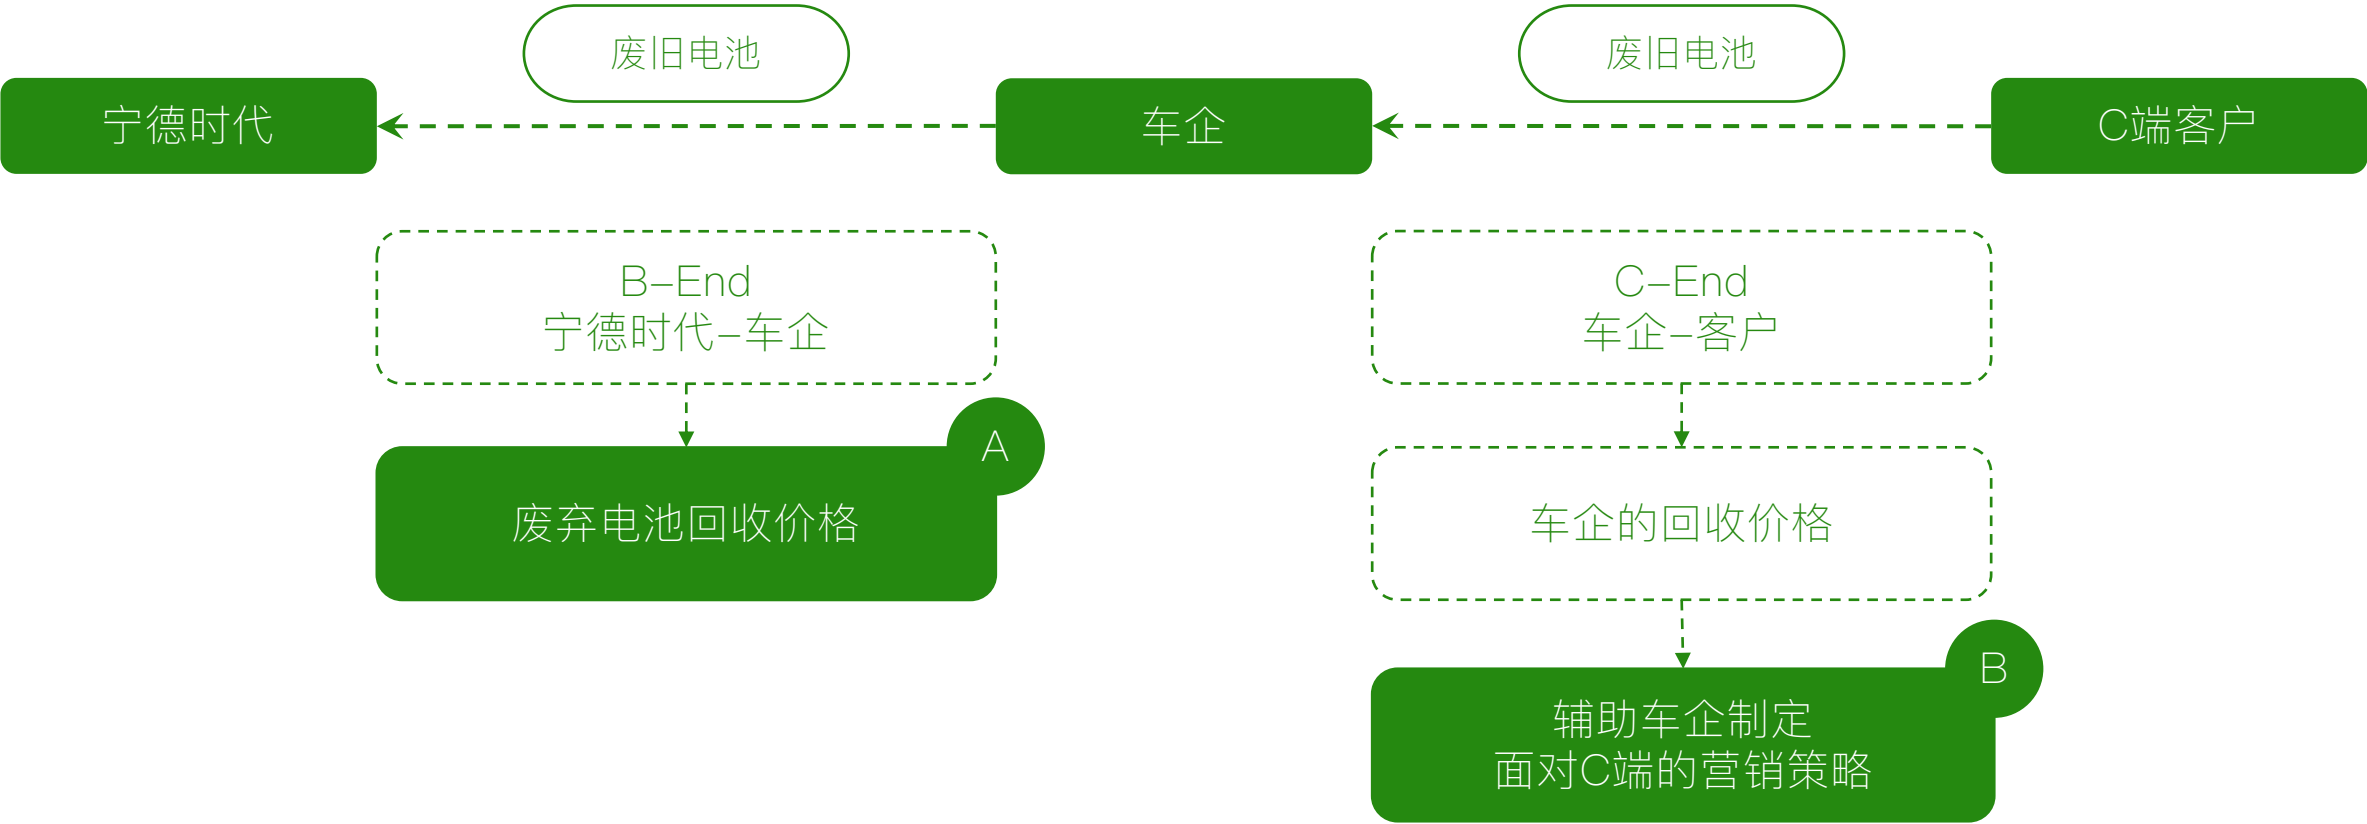 废旧电池
废旧电池
宁德时代
车企
C端客户
B-End
宁德时代-车企
C-End
车企-客户
A
废弃电池回收价格
车企的回收价格
B
辅助车企制定
面对C端的营销策略